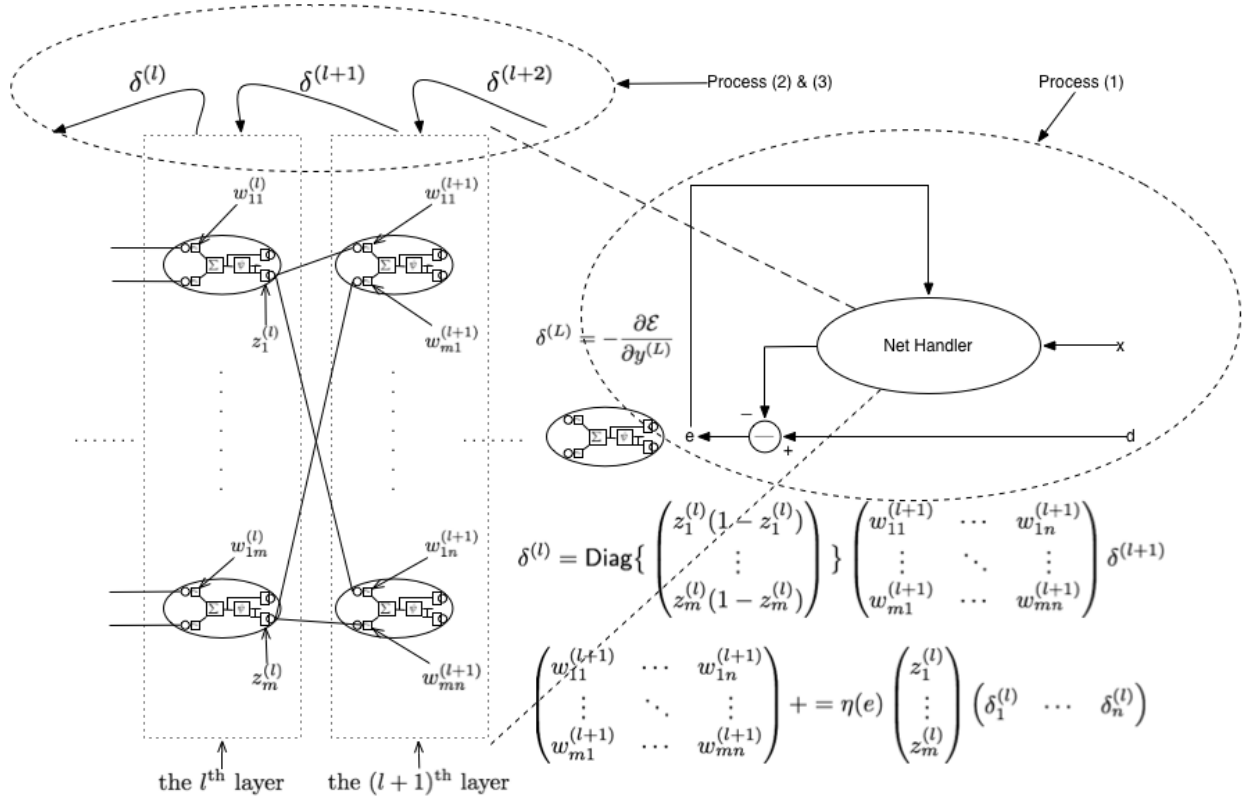 δ^(l) δ^(l+1) δ^(l+2)
Process (2) & (3)
Process (1)
w_11^(l) w_11^(l+1)
Σ ψ Σ ψ
z_1^(l) w_m1^(l+1)
δ^(L) = −∂ℰ/∂y^(L)
Net Handler
x
−
Σ ψ
e
—
+
d
w_1m^(l) w_1n^(l+1)
Σ ψ Σ ψ
z_m^(l) w_mn^(l+1)
z_1^(l)(1 − z_1^(l)) w_11^(l+1) ⋯ w_1n^(l+1)
δ^(l) = Diag{ ( ⋮ ) } ( ⋮ ⋱ ⋮ ) δ^(l+1)
z_m^(l)(1 − z_m^(l)) w_m1^(l+1) ⋯ w_mn^(l+1)
w_11^(l+1) ⋯ w_1n^(l+1) z_1^(l)
( ⋮ ⋱ ⋮ ) + = η(e) ( ⋮ ) (δ_1^(l) ⋯ δ_n^(l))
w_m1^(l+1) ⋯ w_mn^(l+1) z_m^(l)
the l^th layer the (l + 1)^th layer